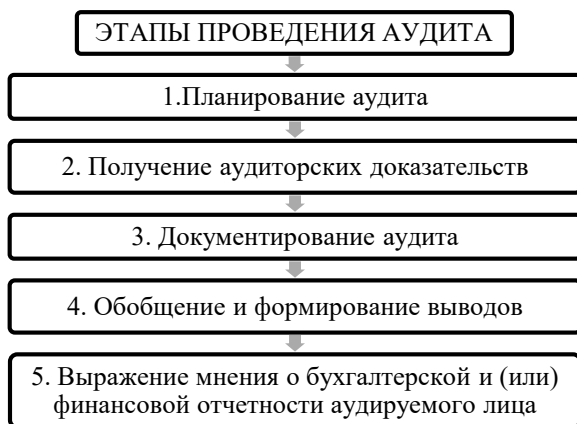 ЭТАПЫ ПРОВЕДЕНИЯ АУДИТА
1.Планирование аудита
2. Получение аудиторских доказательств
3. Документирование аудита
4. Обобщение и формирование выводов
5. Выражение мнения о бухгалтерской и (или)
финансовой отчетности аудируемого лица